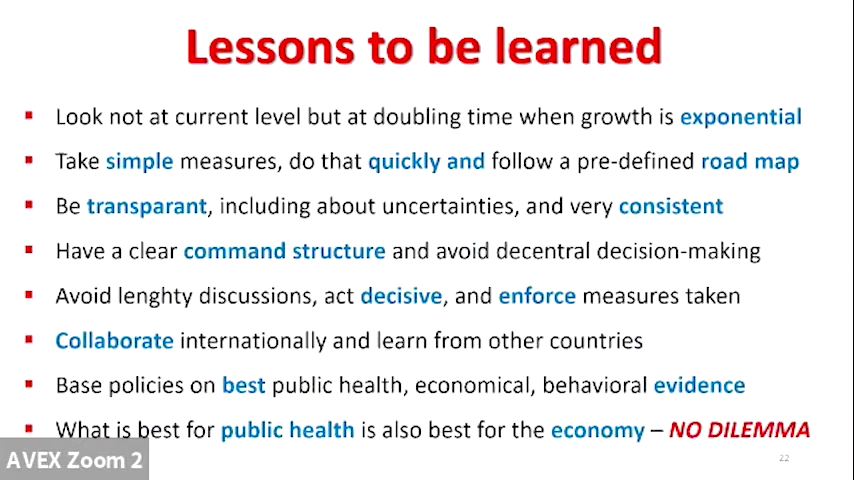 Lessons to be learned
▪ Look not at current level but at doubling time when growth is exponential
▪ Take simple measures, do that quickly and follow a pre-defined road map
▪ Be transparant, including about uncertainties, and very consistent
▪ Have a clear command structure and avoid decentral decision-making
▪ Avoid lenghty discussions, act decisive, and enforce measures taken
▪ Collaborate internationally and learn from other countries
▪ Base policies on best public health, economical, behavioral evidence
▪ What is best for public health is also best for the economy – NO DILEMMA
AVEX Zoom 2
22